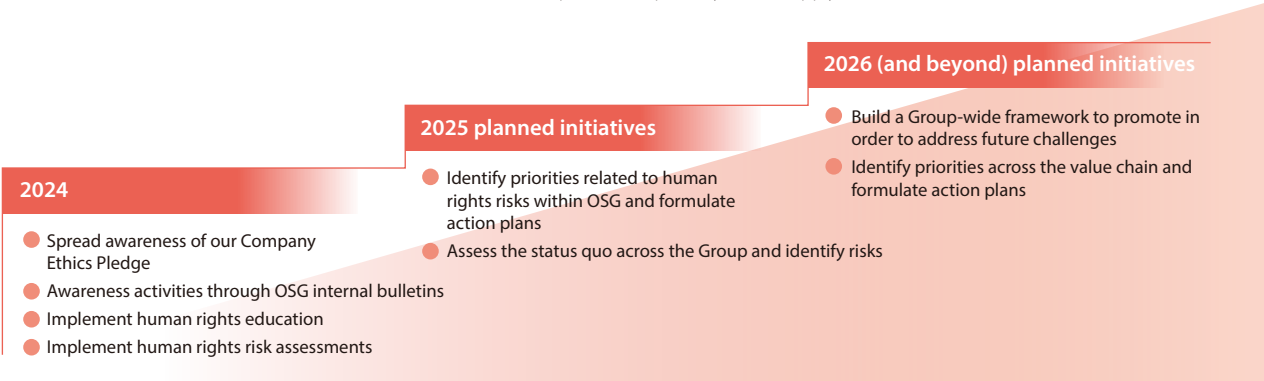 2026 (and beyond) planned initiatives
Build a Group-wide framework to promote in
order to address future challenges
Identify priorities across the value chain and
formulate action plans
2025 planned initiatives
Identify priorities related to human
rights risks within OSG and formulate
action plans
Assess the status quo across the Group and identify risks
2024
Spread awareness of our Company
Ethics Pledge
Awareness activities through OSG internal bulletins
Implement human rights education
Implement human rights risk assessments